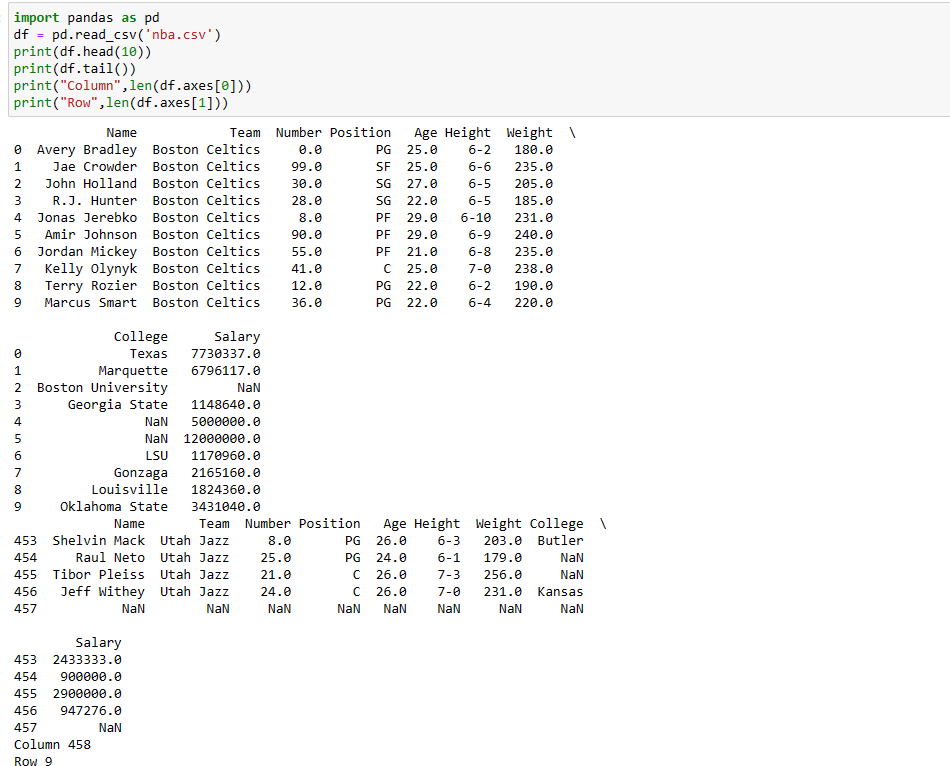 import pandas as pd
df = pd.read_csv('nba.csv')
print(df.head(10))
print(df.tail())
print("Column",len(df.axes[0]))
print("Row",len(df.axes[1]))
            Name            Team  Number Position   Age Height  Weight  \
0  Avery Bradley  Boston Celtics     0.0       PG  25.0    6-2   180.0
1    Jae Crowder  Boston Celtics    99.0       SF  25.0    6-6   235.0
2   John Holland  Boston Celtics    30.0       SG  27.0    6-5   205.0
3    R.J. Hunter  Boston Celtics    28.0       SG  22.0    6-5   185.0
4  Jonas Jerebko  Boston Celtics     8.0       PF  29.0   6-10   231.0
5   Amir Johnson  Boston Celtics    90.0       PF  29.0    6-9   240.0
6  Jordan Mickey  Boston Celtics    55.0       PF  21.0    6-8   235.0
7   Kelly Olynyk  Boston Celtics    41.0        C  25.0    7-0   238.0
8   Terry Rozier  Boston Celtics    12.0       PG  22.0    6-2   190.0
9   Marcus Smart  Boston Celtics    36.0       PG  22.0    6-4   220.0
             College      Salary
0              Texas   7730337.0
1          Marquette   6796117.0
2  Boston University         NaN
3      Georgia State   1148640.0
4                NaN   5000000.0
5                NaN  12000000.0
6                LSU   1170960.0
7            Gonzaga   2165160.0
8         Louisville   1824360.0
9     Oklahoma State   3431040.0
             Name       Team  Number Position   Age Height  Weight College  \
453  Shelvin Mack  Utah Jazz     8.0       PG  26.0    6-3   203.0  Butler
454     Raul Neto  Utah Jazz    25.0       PG  24.0    6-1   179.0     NaN
455  Tibor Pleiss  Utah Jazz    21.0        C  26.0    7-3   256.0     NaN
456   Jeff Withey  Utah Jazz    24.0        C  26.0    7-0   231.0  Kansas
457           NaN        NaN     NaN      NaN   NaN    NaN     NaN     NaN
        Salary
453  2433333.0
454   900000.0
455  2900000.0
456   947276.0
457        NaN
Column 458
Row 9